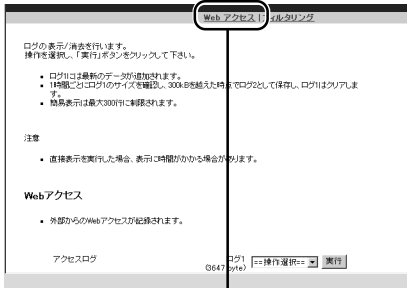 Web アクセス | フィルタリング
ログの表示/消去を行います。
操作を選択し、「実行」ボタンをクリックして下さい。
▪ ログ1には最新のデータが追加されます。
▪ 1時間ごとにログ1のサイズを確認し、300kBを越えた時点でログ2として保存し、ログ1はクリアしま
す。
▪ 簡易表示は最大300行に制限されます。
注意
▪ 直接表示を実行した場合、表示に時間がかかる場合があります。
Webアクセス
▪ 外部からのWebアクセスが記録されます。
アクセスログ
ログ1
(3647 byte)
==操作選択==
実行